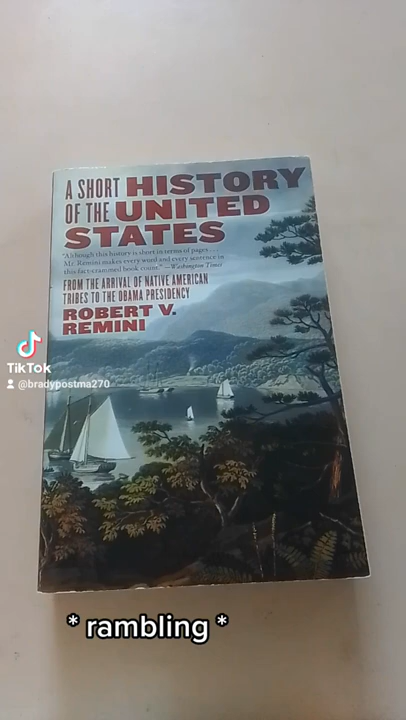 A SHORT HISTORY
OF THE UNITED
STATES
"Although this history is short in terms of pages . . .
Mr. Remini makes every word and every sentence in
this fact-crammed book count." —Washington Times
FROM THE ARRIVAL OF NATIVE AMERICAN
TRIBES TO THE OBAMA PRESIDENCY
ROBERT V.
REMINI
TikTok
@bradypostma270
* rambling *